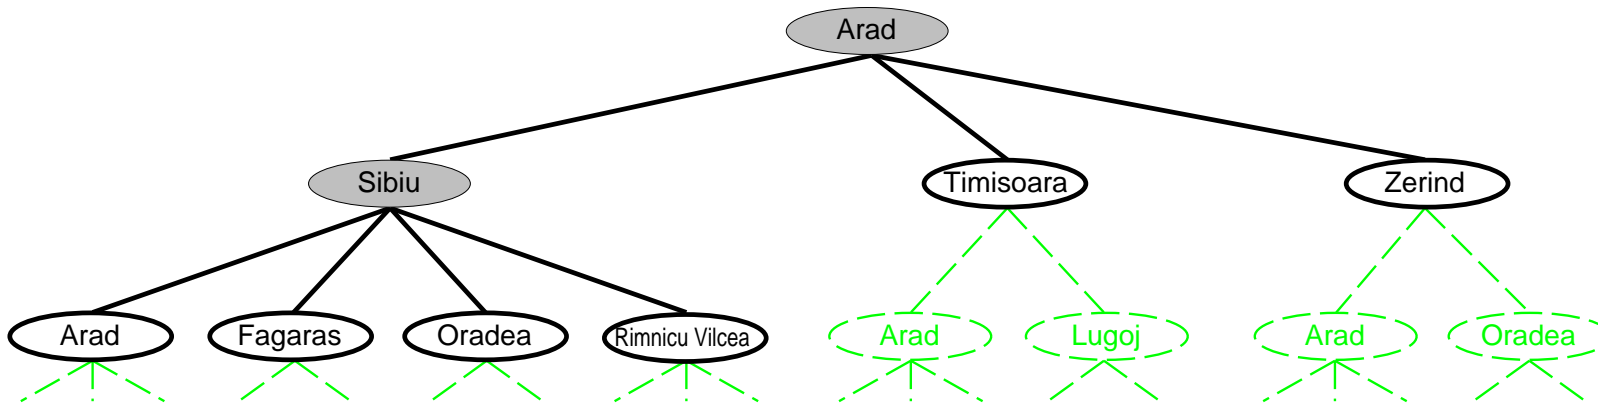 Arad
Sibiu
Timisoara
Zerind
Arad
Fagaras
Oradea
Rimnicu Vilcea
Arad
Lugoj
Arad
Oradea